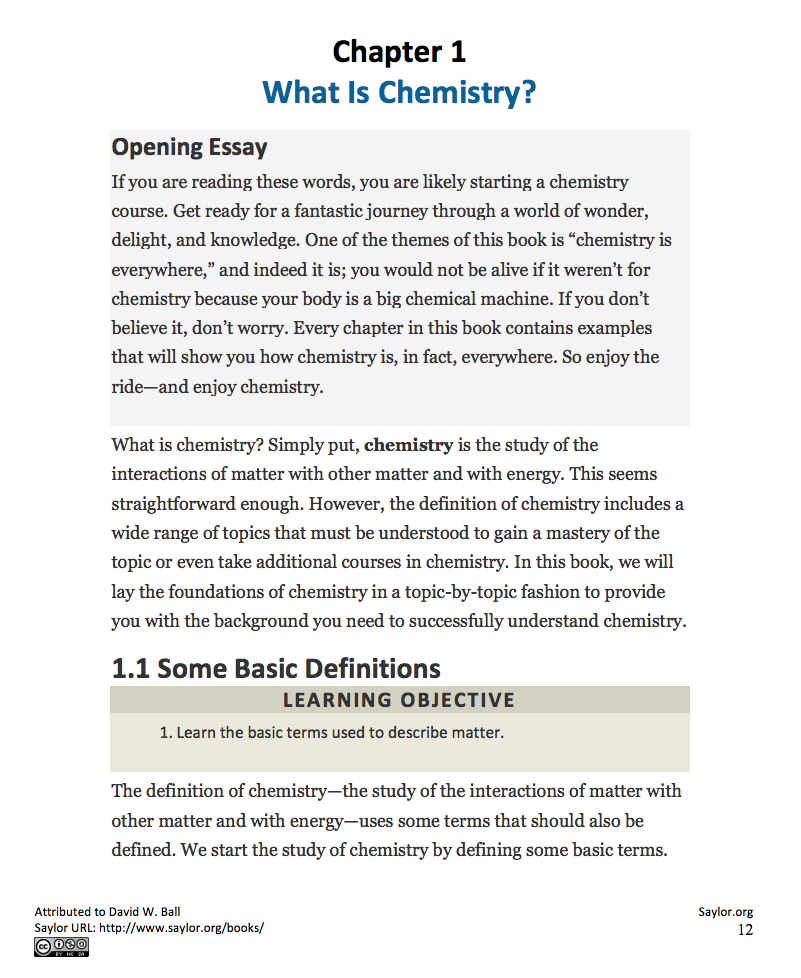 Chapter 1
What Is Chemistry?
Opening Essay
If you are reading these words, you are likely starting a chemistry
course. Get ready for a fantastic journey through a world of wonder,
delight, and knowledge. One of the themes of this book is “chemistry is
everywhere,” and indeed it is; you would not be alive if it weren’t for
chemistry because your body is a big chemical machine. If you don’t
believe it, don’t worry. Every chapter in this book contains examples
that will show you how chemistry is, in fact, everywhere. So enjoy the
ride—and enjoy chemistry.
What is chemistry? Simply put, chemistry is the study of the
interactions of matter with other matter and with energy. This seems
straightforward enough. However, the definition of chemistry includes a
wide range of topics that must be understood to gain a mastery of the
topic or even take additional courses in chemistry. In this book, we will
lay the foundations of chemistry in a topic-by-topic fashion to provide
you with the background you need to successfully understand chemistry.
1.1 Some Basic Definitions
LEARNING OBJECTIVE
1. Learn the basic terms used to describe matter.
The definition of chemistry—the study of the interactions of matter with
other matter and with energy—uses some terms that should also be
defined. We start the study of chemistry by defining some basic terms.
Attributed to David W. Ball
Saylor.org
Saylor URL: http://www.saylor.org/books/
12
cc
BY NC SA